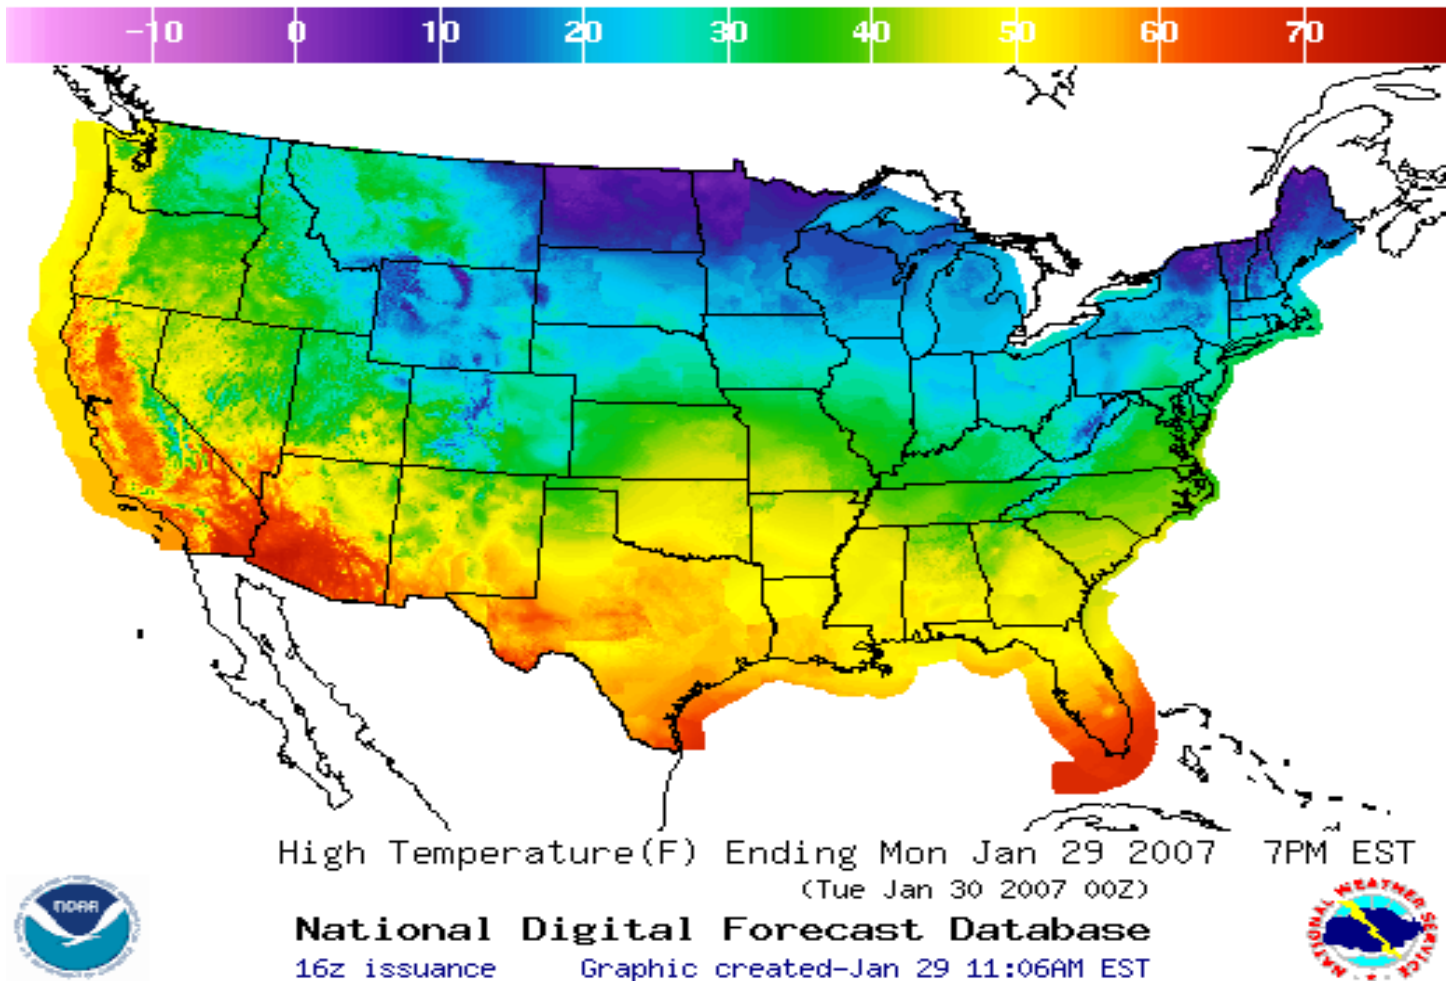 -10 0 10 20 30 40 50 60 70
High Temperature(F) Ending Mon Jan 29 2007 7PM EST
(Tue Jan 30 2007 00Z)
National Digital Forecast Database
16z issuance Graphic created-Jan 29 11:06AM EST
NOAA
NATIONAL WEATHER SERVICE